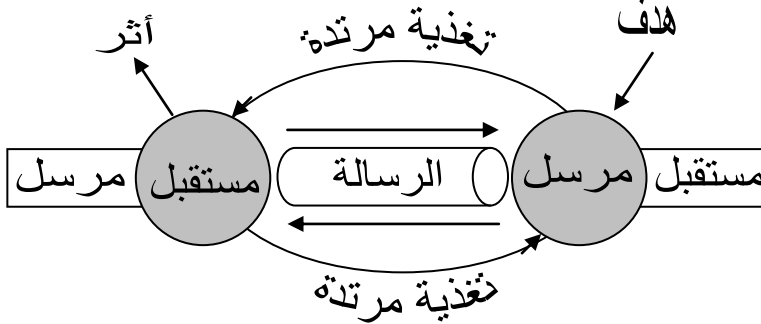 هدف
تغذية مرتدة
أثر
مستقبل
مرسل
الرسالة
مستقبل
مرسل
تغذية مرتدة